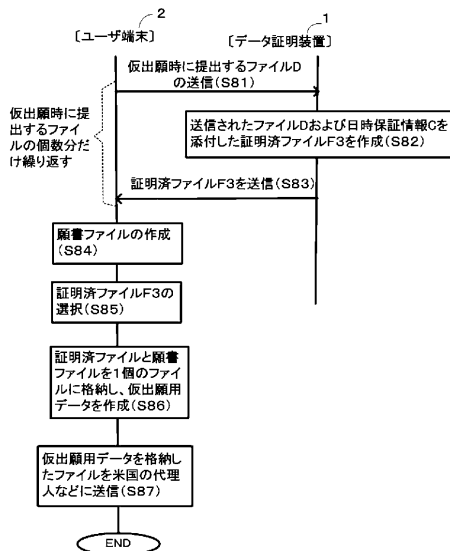 2
〔ユーザ端末〕
1
〔データ証明装置〕
仮出願時に提出するファイルD
の送信(S81)
仮出願時に提
出するファイ
ルの個数分だ
け繰り返す
送信されたファイルDおよび日時保証情報Cを
添付した証明済ファイルF3を作成(S82)
証明済ファイルF3を送信(S83)
願書ファイルの作成
(S84)
証明済ファイルF3の
選択(S85)
証明済ファイルと願書
ファイルを1個のファイ
ルに格納し、仮出願用
データを作成(S86)
仮出願用データを格納し
たファイルを米国の代理
人などに送信(S87)
END